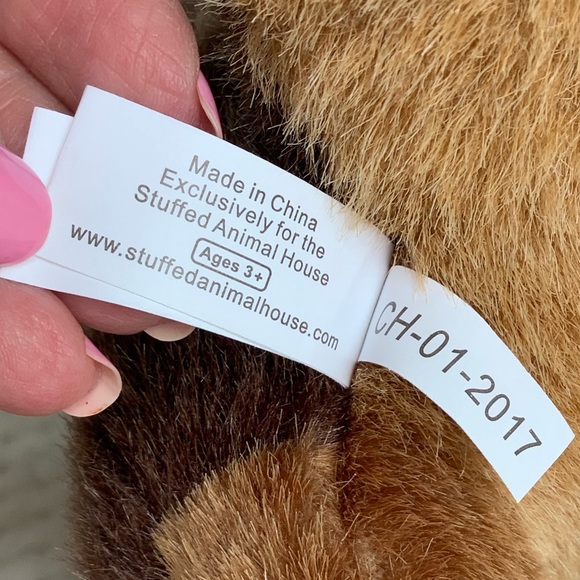 Made in China
Exclusively for the
Stuffed Animal House
Ages 3+
www.stuffedanimalhouse.com
CH-01-2017